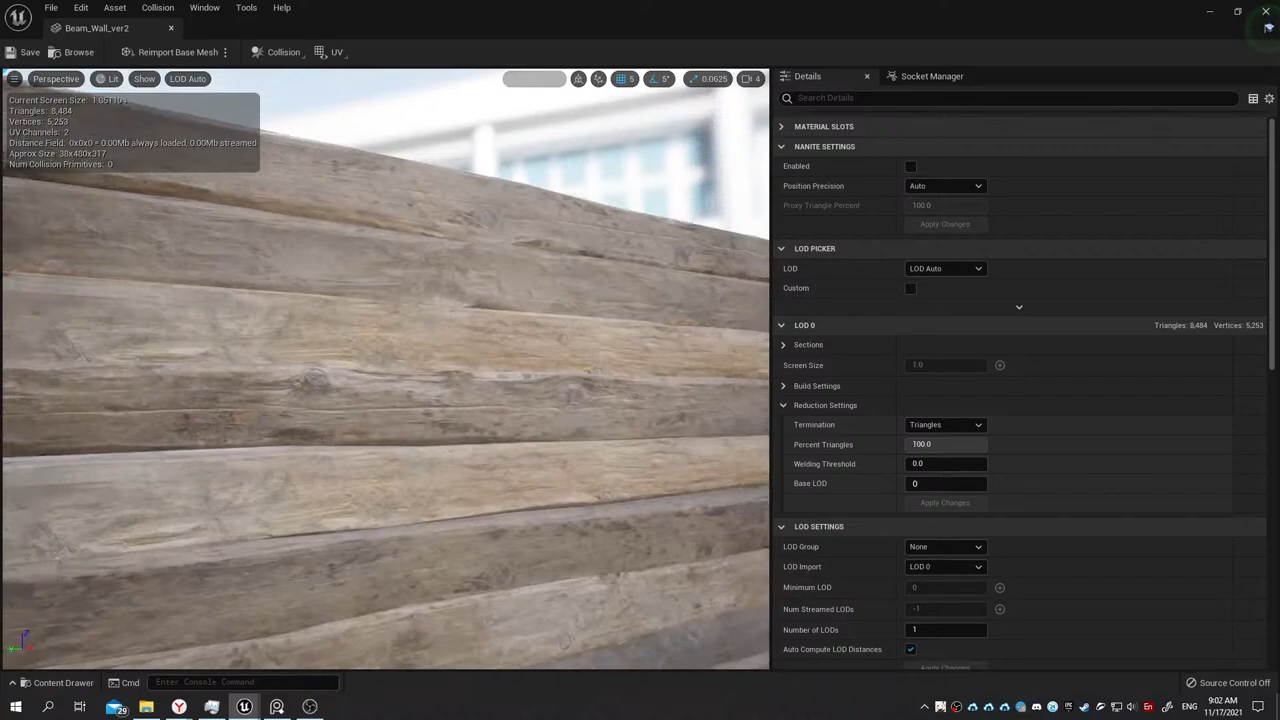 File Edit Asset Collision Window Tools Help
Beam_Wall_ver2
Save Browse Reimport Base Mesh Collision UV
Perspective Lit Show LOD Auto 5 5° 0.0625 4
Current Screen Size:
Triangles: 8,484
Vertices: 5,253
UV Channels: 2
Distance Field: 0x0x0 = 0.00Mb always loaded, 0.00Mb streamed
Approx Size: 38x480x317
Num Collision Primitives: 0
Details Socket Manager
Search Details
MATERIAL SLOTS
NANITE SETTINGS
Enabled
Position Precision Auto
Proxy Triangle Percent 100.0
Apply Changes
LOD PICKER
LOD LOD Auto
Custom
LOD 0 Triangles: 8,484 Vertices: 5,253
Sections
Screen Size 1.0
Build Settings
Reduction Settings
Termination Triangles
Percent Triangles 100.0
Welding Threshold 0.0
Base LOD 0
Apply Changes
LOD SETTINGS
LOD Group None
LOD Import LOD 0
Minimum LOD 0
Num Streamed LODs -1
Number of LODs 1
Auto Compute LOD Distances
Apply Changes
Content Drawer Cmd Enter Console Command Source Control Off
29 En 9:02 AM
11/17/2021